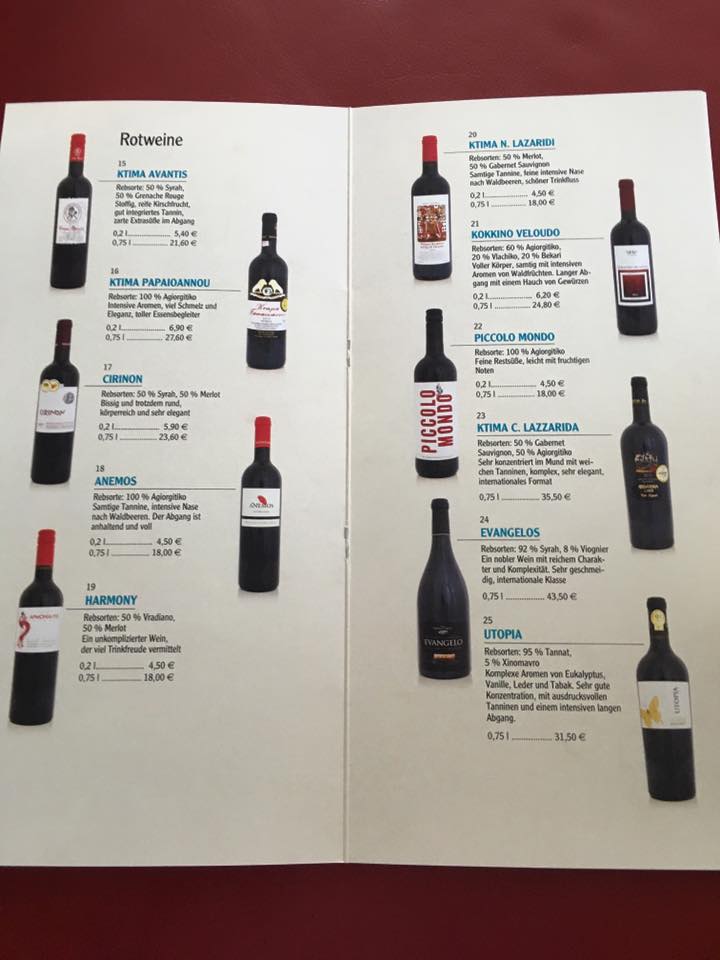 Rotweine
15
KTIMA AVANTIS
Rebsorte: 50 % Syrah,
50 % Grenache Rouge
Stoffig, reife Kirschfrucht,
gut integriertes Tannin,
zarte Extrasüße im Abgang
0,2 l.................. 5,40 €
0,75 l............... 21,60 €
16
KTIMA PAPAIOANNOU
Rebsorte: 100 % Agiorgitiko
Intensive Aromen, viel Schmelz und
Eleganz, toller Essensbegleiter
0,2 l.................. 6,90 €
0,75 l............... 27,60 €
17
CIRINON
Rebsorten: 50 % Syrah, 50 % Merlot
Bissig und trotzdem rund,
körperreich und sehr elegant
0,2 l.................. 5,90 €
0,75 l............... 23,60 €
18
ANEMOS
Rebsorte: 100 % Agiorgitiko
Samtige Tannine, intensive Nase
nach Waldbeeren. Der Abgang ist
anhaltend und voll
0,2 l.................. 4,50 €
0,75 l............... 18,00 €
19
HARMONY
Rebsorten: 50 % Vradiano,
50 % Merlot
Ein unkomplizierter Wein,
der viel Trinkfreude vermittelt
0,2 l.................. 4,50 €
0,75 l............... 18,00 €
CIRINON
ANEMOS
20
KTIMA N. LAZARIDI
Rebsorten: 50 % Merlot,
50 % Gabernet Sauvignon
Samtige Tannine, feine intensive Nase
nach Waldbeeren, schöner Trinkfluss
0,2 l.................. 4,50 €
0,75 l............... 18,00 €
21
KOKKINO VELOUDO
Rebsorten: 60 % Agiorgitiko,
20 % Vlachiko, 20 % Bekari
Voller Körper, samtig mit intensiven
Aromen von Waldfrüchten. Langer Ab-
gang mit einem Hauch von Gewürzen
0,2 l.................. 6,20 €
0,75 l............... 24,80 €
22
PICCOLO MONDO
Rebsorte: 100 % Agiorgitiko
Feine Restsüße, leicht mit fruchtigen
Noten
0,2 l.................. 4,50 €
0,75 l............... 18,00 €
23
KTIMA C. LAZZARIDA
Rebsorten: 50 % Gabernet
Sauvignon, 50 % Agiorgitiko
Sehr konzentriert im Mund mit wei-
chen Tanninen, komplex, sehr elegant,
internationales Format
0,75 l............... 35,50 €
24
EVANGELOS
Rebsorten: 92 % Syrah, 8 % Viognier
Ein nobler Wein mit reichem Charak-
ter und Komplexität. Sehr geschmei-
dig, internationale Klasse
0,75 l............... 43,50 €
25
UTOPIA
Rebsorten: 95 % Tannat,
5 % Xinomavro
Komplexe Aromen von Eukalyptus,
Vanille, Leder und Tabak. Sehr gute
Konzentration, mit ausdrucksvollen
Tanninen und einem intensiven langen
Abgang.
0,75 l............... 31,50 €
PICCOLO
MONDO
EVANGELO
UTOPIA